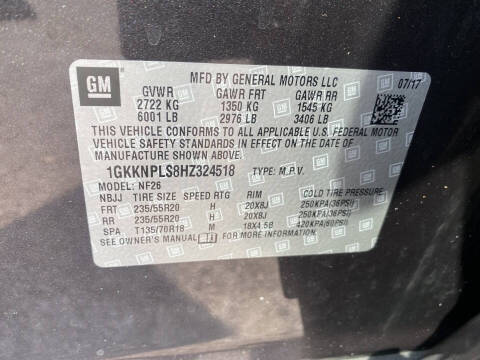 GM
MFD BY GENERAL MOTORS LLC 07/17
GVWR GAWR FRT GAWR RR
2722 KG 1350 KG 1545 KG
6001 LB 2976 LB 3406 LB
THIS VEHICLE CONFORMS TO ALL APPLICABLE U.S. FEDERAL MOTOR
VEHICLE SAFETY STANDARDS IN EFFECT ON THE DATE OF
MANUFACTURE SHOWN ABOVE.
1GKKNPLS8HZ324518 TYPE: M.P.V.
MODEL: NF26
NBJJ TIRE SIZE SPEED RTG RIM COLD TIRE PRESSURE
FRT 235/55R20 H 20X8J 250KPA(36PSI)
RR 235/55R20 H 20X8J 250KPA(36PSI)
SPA T135/70R18 M 18X4.5B 420KPA(60PSI)
SEE OWNER'S MANUAL FOR MORE INFORMATION.